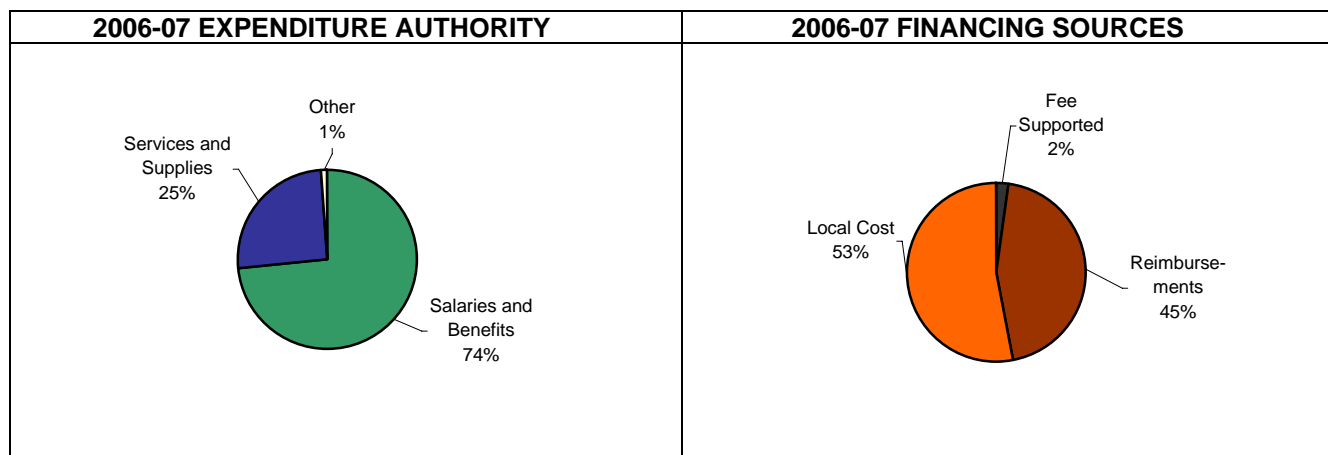 2006-07 EXPENDITURE AUTHORITY
Other
1%
Services and
Supplies
25%
Salaries and
Benefits
74%
2006-07 FINANCING SOURCES
Fee
Supported
2%
Local Cost
53%
Reimburse-
ments
45%